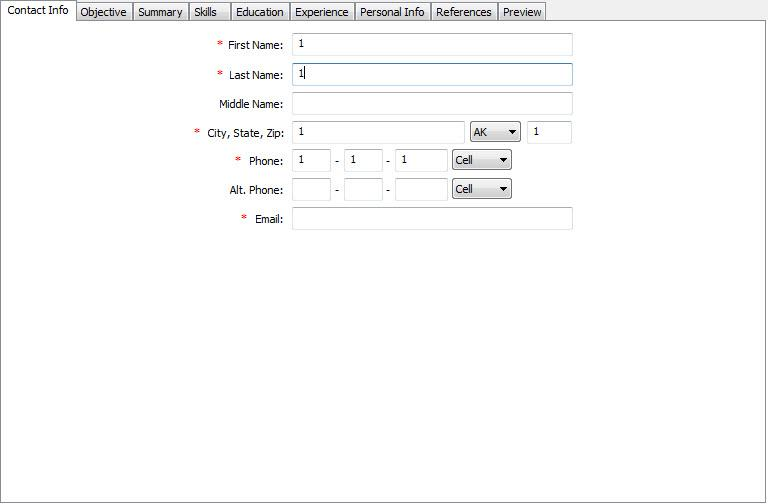 Contact Info Objective Summary Skills Education Experience Personal Info References Preview
* First Name: 1
* Last Name: 1
Middle Name:
* City, State, Zip: 1 AK 1
* Phone: 1 - 1 - 1 Cell
Alt. Phone: - - Cell
* Email: